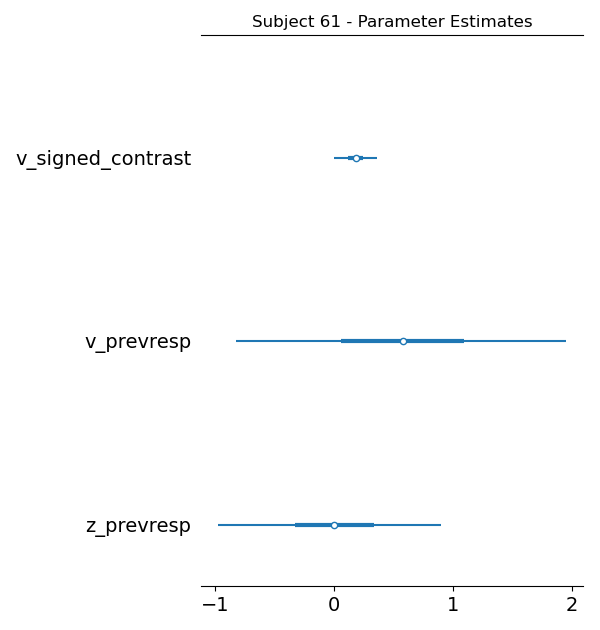 Subject 61 - Parameter Estimates
v_signed_contrast
v_prevresp
z_prevresp
−1 0 1 2